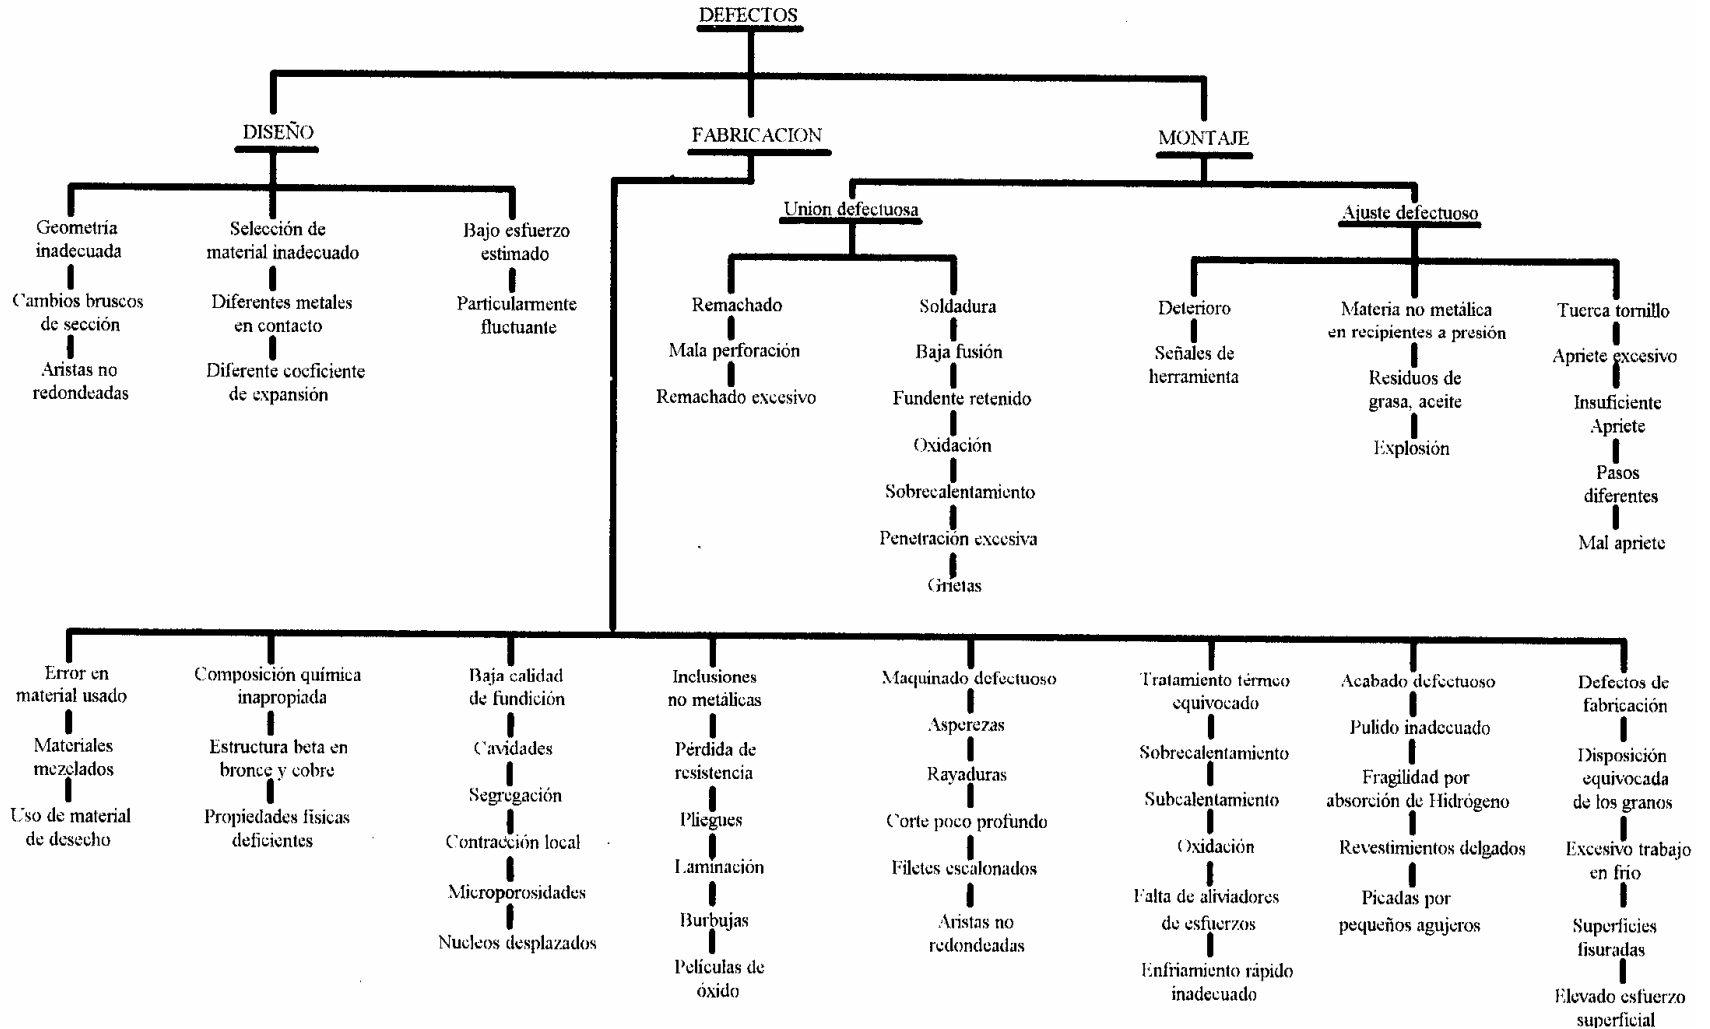 DEFECTOS
DISEÑO
FABRICACION
MONTAJE
Geometría
inadecuada
Cambios bruscos
de sección
Aristas no
redondeadas
Selección de
material inadecuado
Diferentes metales
en contacto
Diferente coeficiente
de expansión
Bajo esfuerzo
estimado
Particularmente
fluctuante
Union defectuosa
Remachado
Mala perforación
Remachado excesivo
Soldadura
Baja fusión
Fundente retenido
Oxidación
Sobrecalentamiento
Penetración excesiva
Grietas
Ajuste defectuoso
Deterioro
Señales de
herramienta
Materia no metálica
en recipientes a presión
Residuos de
grasa, aceite
Explosión
Tuerca tornillo
Apriete excesivo
Insuficiente
Apriete
Pasos
diferentes
Mal apriete
Error en
material usado
Materiales
mezclados
Uso de material
de desecho
Composición química
inapropiada
Estructura beta en
bronce y cobre
Propiedades físicas
deficientes
Baja calidad
de fundición
Cavidades
Segregación
Contracción local
Microporosidades
Nucleos desplazados
Inclusiones
no metálicas
Pérdida de
resistencia
Pliegues
Laminación
Burbujas
Películas de
óxido
Maquinado defectuoso
Asperezas
Rayaduras
Corte poco profundo
Filetes escalonados
Aristas no
redondeadas
Tratamiento térmco
equivocado
Sobrecalentamiento
Subcalentamiento
Oxidación
Falta de aliviadores
de esfuerzos
Enfriamiento rápido
inadecuado
Acabado defectuoso
Pulido inadecuado
Fragilidad por
absorción de Hidrógeno
Revestimientos delgados
Picadas por
pequeños agujeros
Defectos de
fabricación
Disposición
equivocada
de los granos
Excesivo trabajo
en frío
Superficies
fisuradas
Elevado esfuerzo
superficial